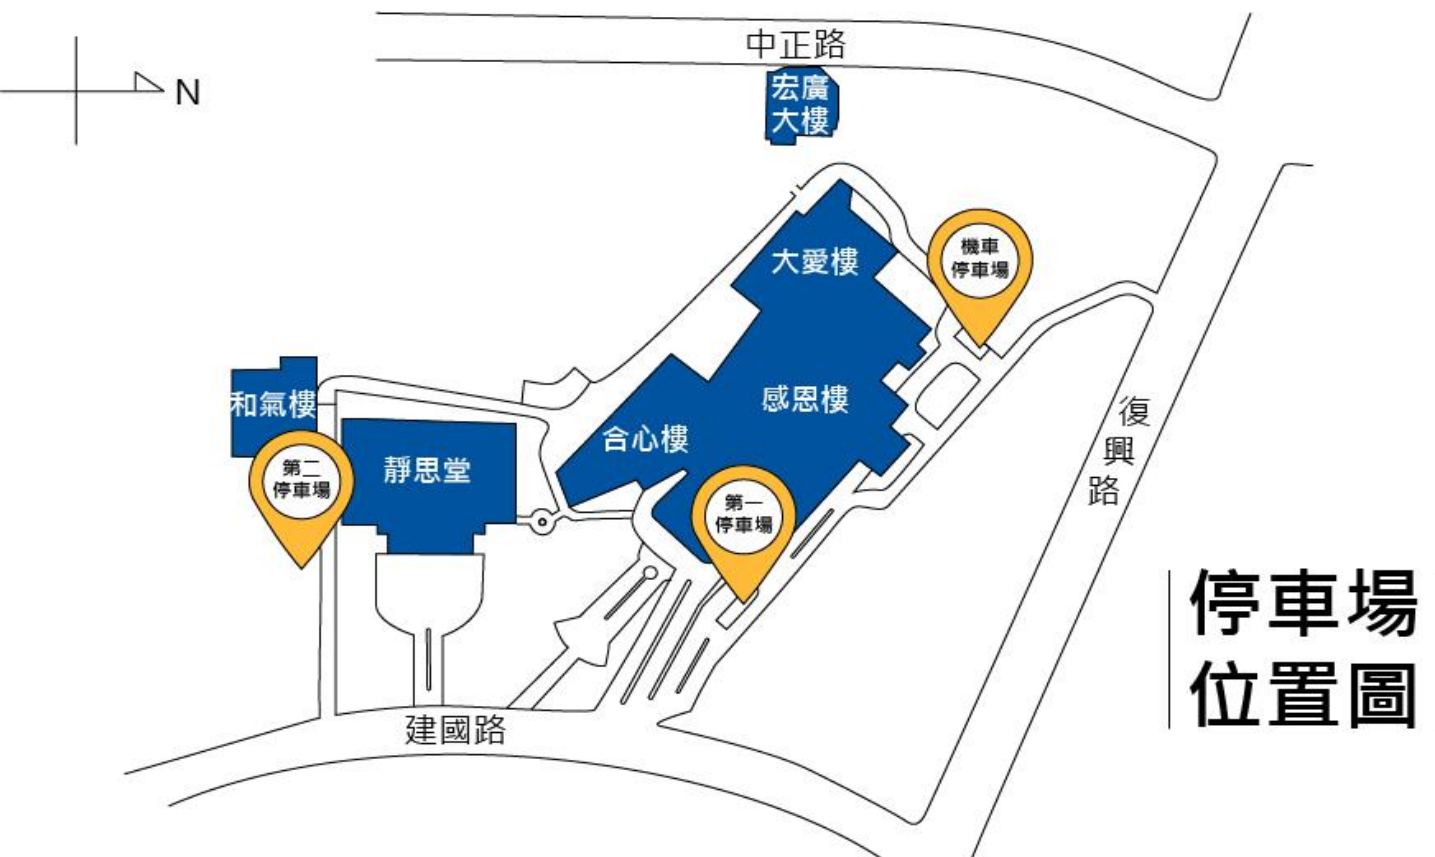 中正路
N
宏廣
大樓
大愛樓
機車
停車場
和氣樓
感恩樓
復
興
路
合心樓
靜思堂
第二
停車場
第一
停車場
停車場
位置圖
建國路